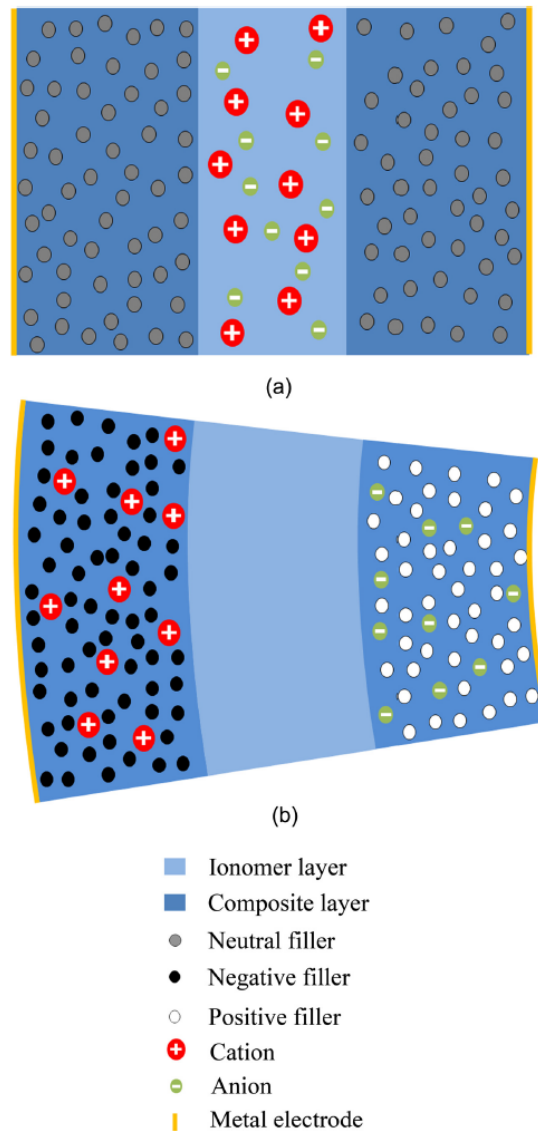 (a)
(b)
Ionomer layer
Composite layer
Neutral filler
Negative filler
Positive filler
Cation
Anion
Metal electrode